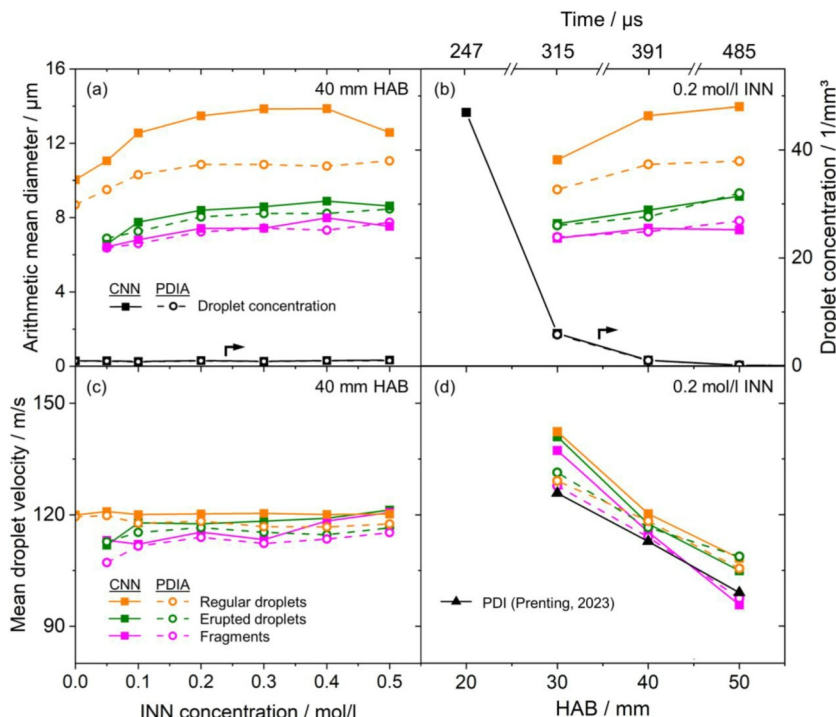 Time / µs
247 315 391 485
(a) 40 mm HAB
(b) 0.2 mol/l INN
16
12
8
4
0
Arithmetic mean diameter / µm
CNN PDIA
Droplet concentration
40
20
0
Droplet concentration / 1/mm³
(c) 40 mm HAB
(d) 0.2 mol/l INN
150
120
90
Mean droplet velocity / m/s
CNN PDIA
Regular droplets
Erupted droplets
Fragments
PDI (Prenting, 2023)
0.0 0.1 0.2 0.3 0.4 0.5
20 30 40 50
INN concentration / mol/l
HAB / mm